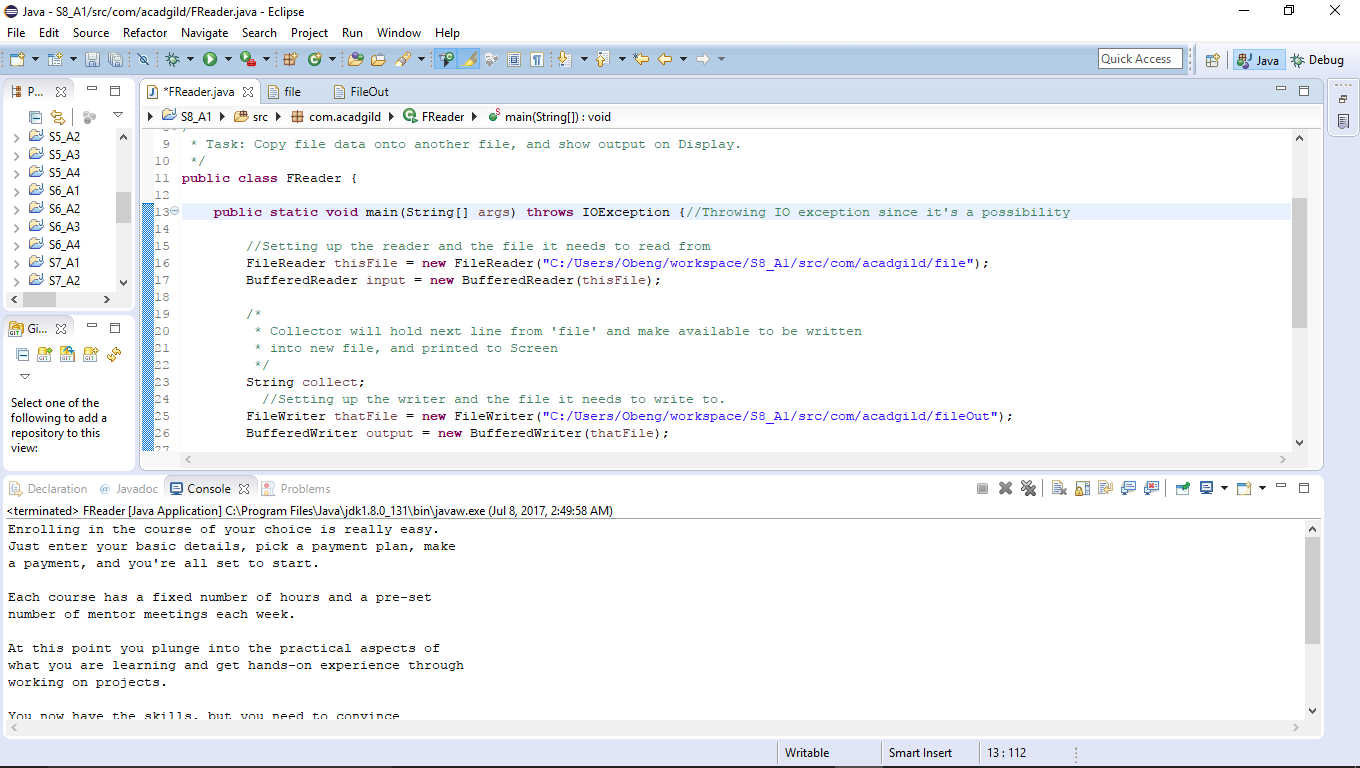 Java - S8_A1/src/com/acadgild/FReader.java - Eclipse
File Edit Source Refactor Navigate Search Project Run Window Help
Quick Access Java Debug
P... *FReader.java file FileOut
S8_A1 src com.acadgild FReader main(String[]) : void
S5_A2
S5_A3
S5_A4
S6_A1
S6_A2
S6_A3
S6_A4
S7_A1
S7_A2
Gi...
Select one of the
following to add a
repository to this
view:
9 * Task: Copy file data onto another file, and show output on Display.
10 */
11 public class FReader {
12
13 public static void main(String[] args) throws IOException {//Throwing IO exception since it's a possibility
14
15 //Setting up the reader and the file it needs to read from
16 FileReader thisFile = new FileReader("C:/Users/Obeng/workspace/S8_A1/src/com/acadgild/file");
17 BufferedReader input = new BufferedReader(thisFile);
18
19 /*
20 * Collector will hold next line from 'file' and make available to be written
21 * into new file, and printed to Screen
22 */
23 String collect;
24 //Setting up the writer and the file it needs to write to.
25 FileWriter thatFile = new FileWriter("C:/Users/Obeng/workspace/S8_A1/src/com/acadgild/fileOut");
26 BufferedWriter output = new BufferedWriter(thatFile);
27
Declaration @ Javadoc Console Problems
<terminated> FReader [Java Application] C:\Program Files\Java\jdk1.8.0_131\bin\javaw.exe (Jul 8, 2017, 2:49:58 AM)
Enrolling in the course of your choice is really easy.
Just enter your basic details, pick a payment plan, make
a payment, and you're all set to start.
Each course has a fixed number of hours and a pre-set
number of mentor meetings each week.
At this point you plunge into the practical aspects of
what you are learning and get hands-on experience through
working on projects.
You now have the skills, but you need to convince
Writable Smart Insert 13 : 112